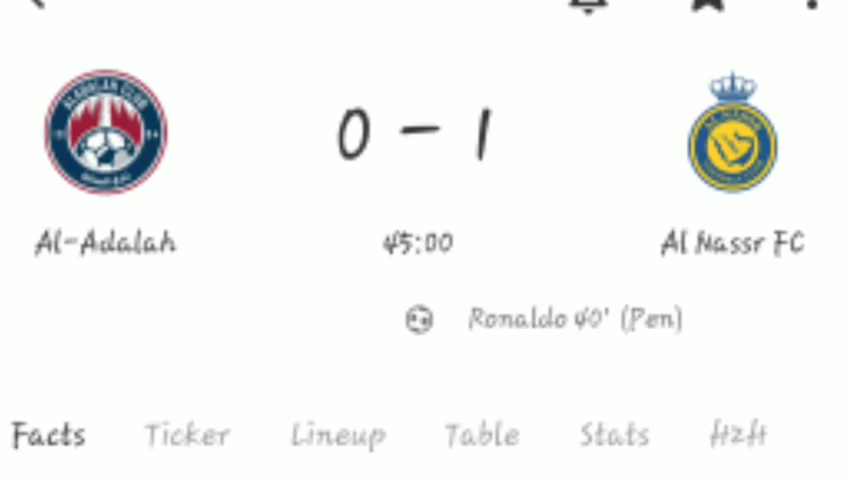 0 - 1
Al-Adalah 45:00 Al Nassr FC
Ronaldo 40' (Pen)
Facts Ticker Lineup Table Stats H2H